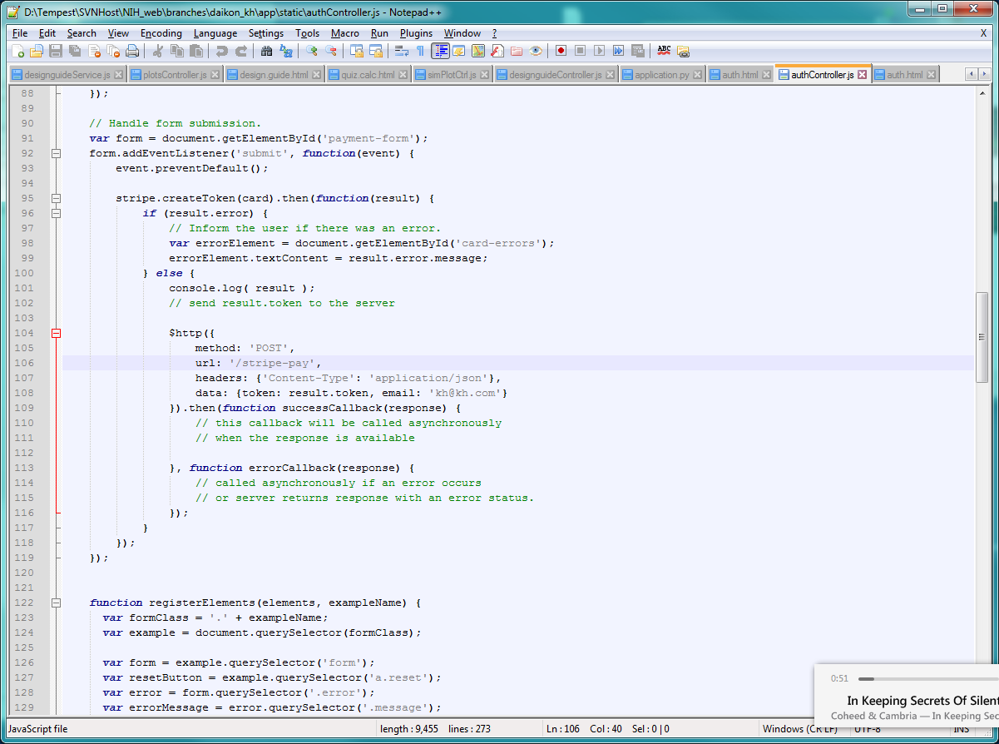 D:\Tempest\SVNHost\NIH_web\branches\daikon_kh\app\static\authController.js - Notepad++
File Edit Search View Encoding Language Settings Tools Macro Run Plugins Window ? X
ABC
designguideService.js plotsController.js design.guide.html quiz.calc.html simPlotCtrl.js designguideController.js application.py auth.html authController.js auth.html
88 });
89
90 // Handle form submission.
91 var form = document.getElementById('payment-form');
92 form.addEventListener('submit', function(event) {
93 event.preventDefault();
94
95 stripe.createToken(card).then(function(result) {
96 if (result.error) {
97 // Inform the user if there was an error.
98 var errorElement = document.getElementById('card-errors');
99 errorElement.textContent = result.error.message;
100 } else {
101 console.log( result );
102 // send result.token to the server
103
104 $http({
105 method: 'POST',
106 url: '/stripe-pay',
107 headers: {'Content-Type': 'application/json'},
108 data: {token: result.token, email: 'kh@kh.com'}
109 }).then(function successCallback(response) {
110 // this callback will be called asynchronously
111 // when the response is available
112
113 }, function errorCallback(response) {
114 // called asynchronously if an error occurs
115 // or server returns response with an error status.
116 });
117 }
118 });
119 });
120
121
122 function registerElements(elements, exampleName) {
123 var formClass = '.' + exampleName;
124 var example = document.querySelector(formClass);
125
126 var form = example.querySelector('form');
127 var resetButton = example.querySelector('a.reset');
128 var error = form.querySelector('.error');
129 var errorMessage = error.querySelector('.message');
0:51
In Keeping Secrets Of Silent
Coheed & Cambria — In Keeping Sec
JavaScript file length : 9,455 lines : 273 Ln : 106 Col : 40 Sel : 0 | 0 Windows (CR LF) UTF-8 INS